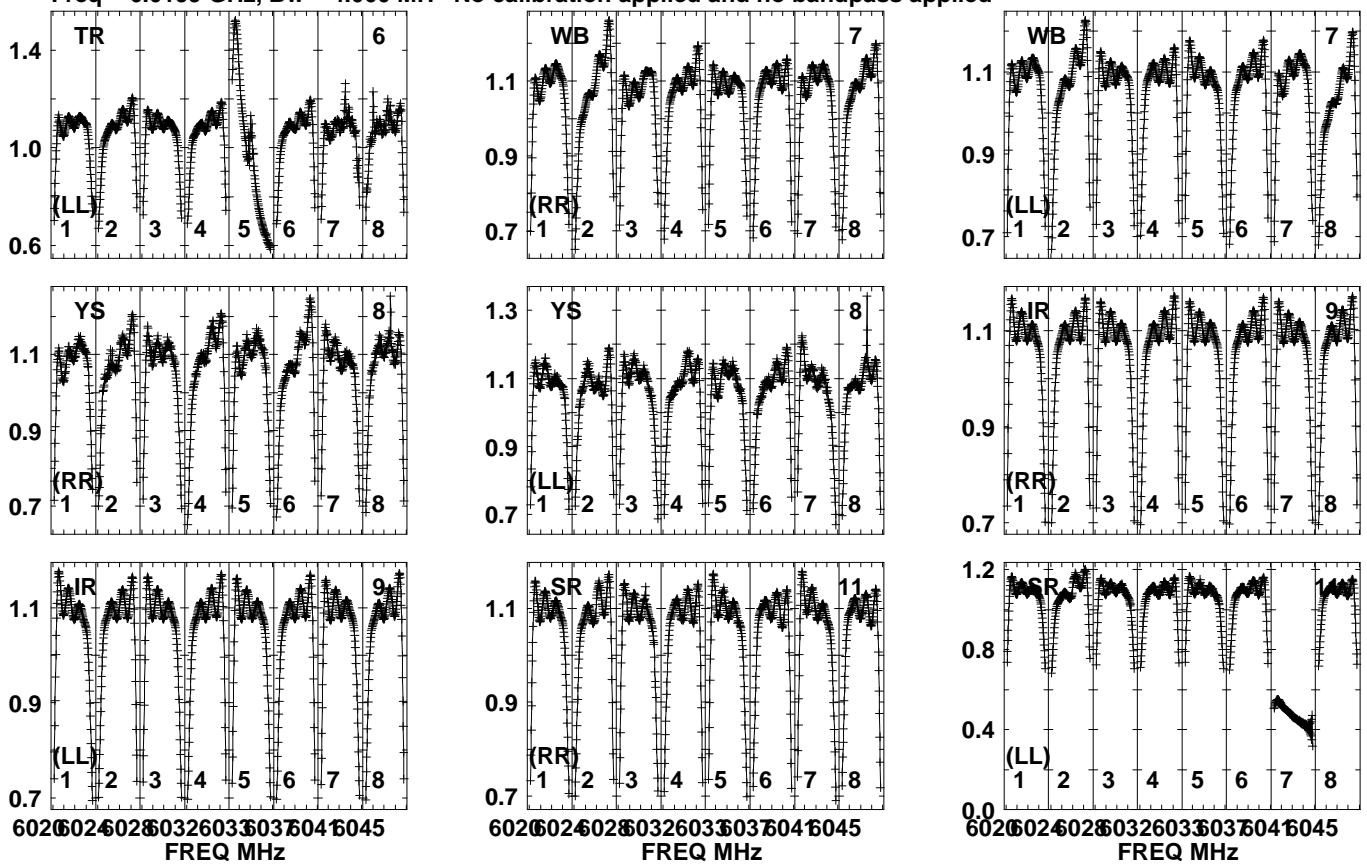 No calibration applied and no bandpass applied
1.4 TR 6
1.0
0.6
(LL)
1 2 3 4 5 6 7 8
WB 7
1.1
0.9
0.7
(RR)
1 2 3 4 5 6 7 8
WB 7
1.1
0.9
0.7
(LL)
1 2 3 4 5 6 7 8
YS 8
1.1
0.9
0.7
(RR)
1 2 3 4 5 6 7 8
1.3 YS 8
1.1
0.9
0.7
(LL)
1 2 3 4 5 6 7 8
1.1 IR 9
0.9
0.7
(RR)
1 2 3 4 5 6 7 8
IR 9
1.1
0.9
0.7
(LL)
1 2 3 4 5 6 7 8
SR 11
1.1
0.9
0.7
(RR)
1 2 3 4 5 6 7 8
1.2 SR
0.8
0.4
0.0
(LL)
1 2 3 4 5 6 7 8
6020 6024 6028 6032 6033 6037 6041 6045
FREQ MHz
6020 6024 6028 6032 6033 6037 6041 6045
FREQ MHz
6020 6024 6028 6032 6033 6037 6041 6045
FREQ MHz